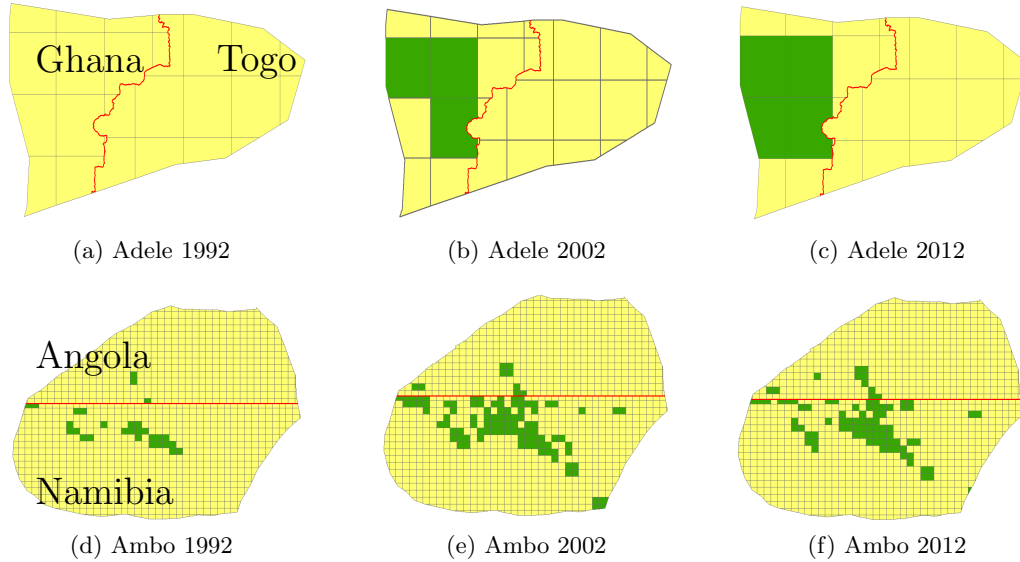 Ghana Togo
(a) Adele 1992
(b) Adele 2002
(c) Adele 2012
Angola
Namibia
(d) Ambo 1992
(e) Ambo 2002
(f) Ambo 2012